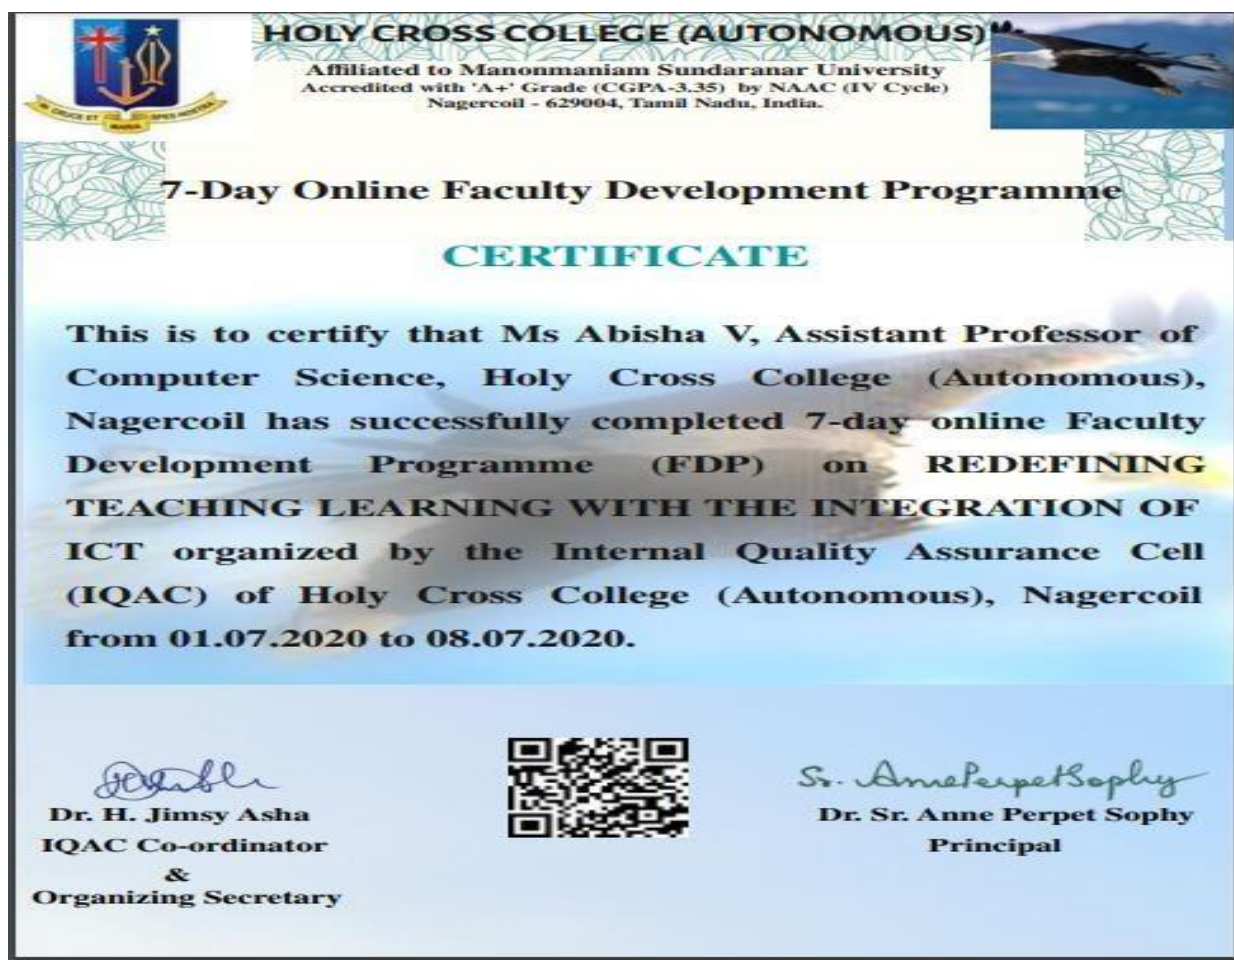 HOLY CROSS COLLEGE (AUTONOMOUS)
Affiliated to Manonmaniam Sundaranar University
Accredited with 'A+' Grade (CGPA-3.35) by NAAC (IV Cycle)
Nagercoil - 629004, Tamil Nadu, India.
7-Day Online Faculty Development Programme
CERTIFICATE
This is to certify that Ms Abisha V, Assistant Professor of
Computer Science, Holy Cross College (Autonomous),
Nagercoil has successfully completed 7-day online Faculty
Development Programme (FDP) on REDEFINING
TEACHING LEARNING WITH THE INTEGRATION OF
ICT organized by the Internal Quality Assurance Cell
(IQAC) of Holy Cross College (Autonomous), Nagercoil
from 01.07.2020 to 08.07.2020.
Dr. H. Jimsy Asha
IQAC Co-ordinator
&
Organizing Secretary
Sr. AnnePerpetSophy
Dr. Sr. Anne Perpet Sophy
Principal